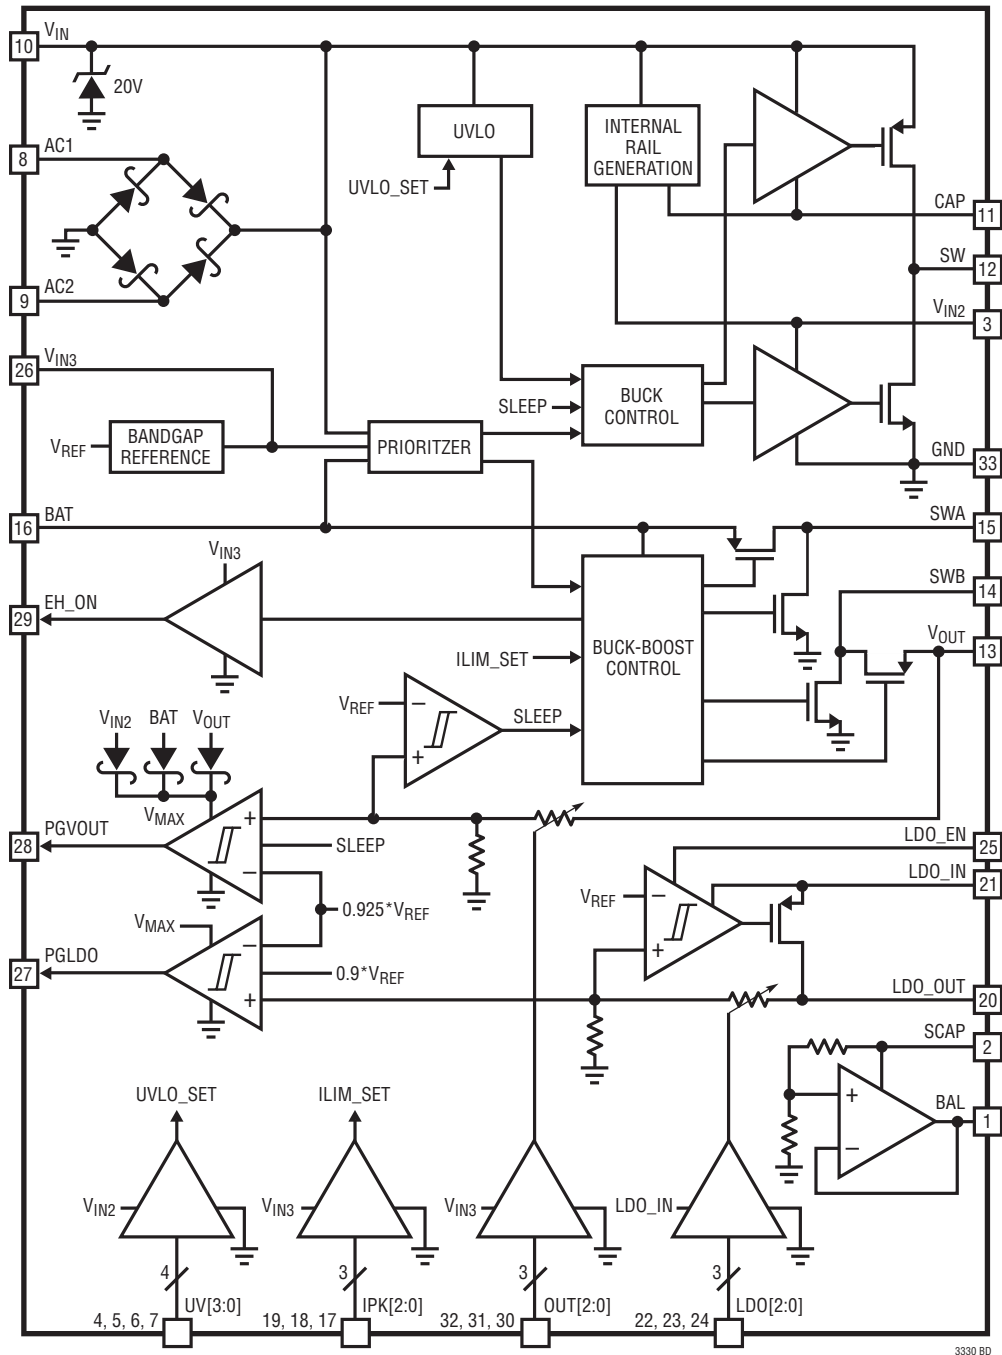 10
VIN
20V
8
AC1
9
AC2
UVLO
UVLO_SET
INTERNAL
RAIL
GENERATION
CAP
11
SW
12
VIN2
3
26
VIN3
VREF
BANDGAP
REFERENCE
PRIORITZER
SLEEP
BUCK
CONTROL
GND
33
16
BAT
SWA
15
SWB
14
VOUT
13
VIN3
29
EH_ON
ILIM_SET
BUCK-BOOST
CONTROL
VREF
−
+
SLEEP
VIN2
BAT
VOUT
VMAX
28
PGVOUT
+
−
SLEEP
0.925*VREF
VMAX
27
PGLDO
−
+
0.9*VREF
LDO_EN
25
LDO_IN
21
VREF
−
+
LDO_OUT
20
SCAP
2
+
−
BAL
1
UVLO_SET
ILIM_SET
VIN2
VIN3
VIN3
LDO_IN
4
3
3
3
UV[3:0]
IPK[2:0]
OUT[2:0]
LDO[2:0]
4, 5, 6, 7
19, 18, 17
32, 31, 30
22, 23, 24
3330 BD